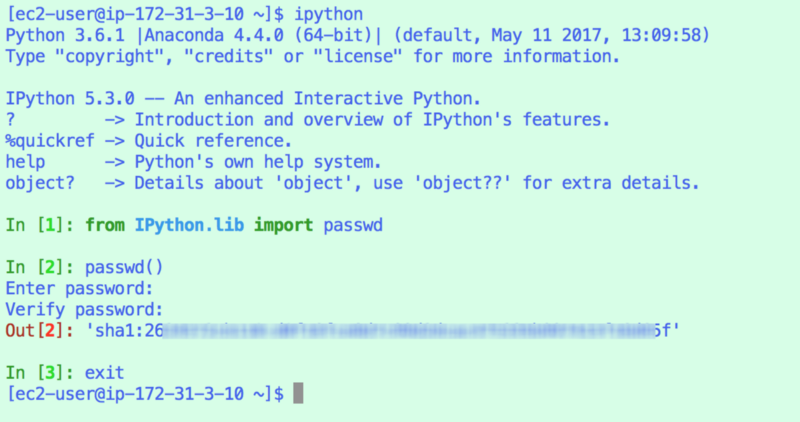 [ec2-user@ip-172-31-3-10 ~]$ ipython
Python 3.6.1 |Anaconda 4.4.0 (64-bit)| (default, May 11 2017, 13:09:58)
Type "copyright", "credits" or "license" for more information.
IPython 5.3.0 -- An enhanced Interactive Python.
?         -> Introduction and overview of IPython's features.
%quickref -> Quick reference.
help      -> Python's own help system.
object?   -> Details about 'object', use 'object??' for extra details.
In [1]: from IPython.lib import passwd
In [2]: passwd()
Enter password:
Verify password:
Out[2]: 'sha1:26 5f'
In [3]: exit
[ec2-user@ip-172-31-3-10 ~]$